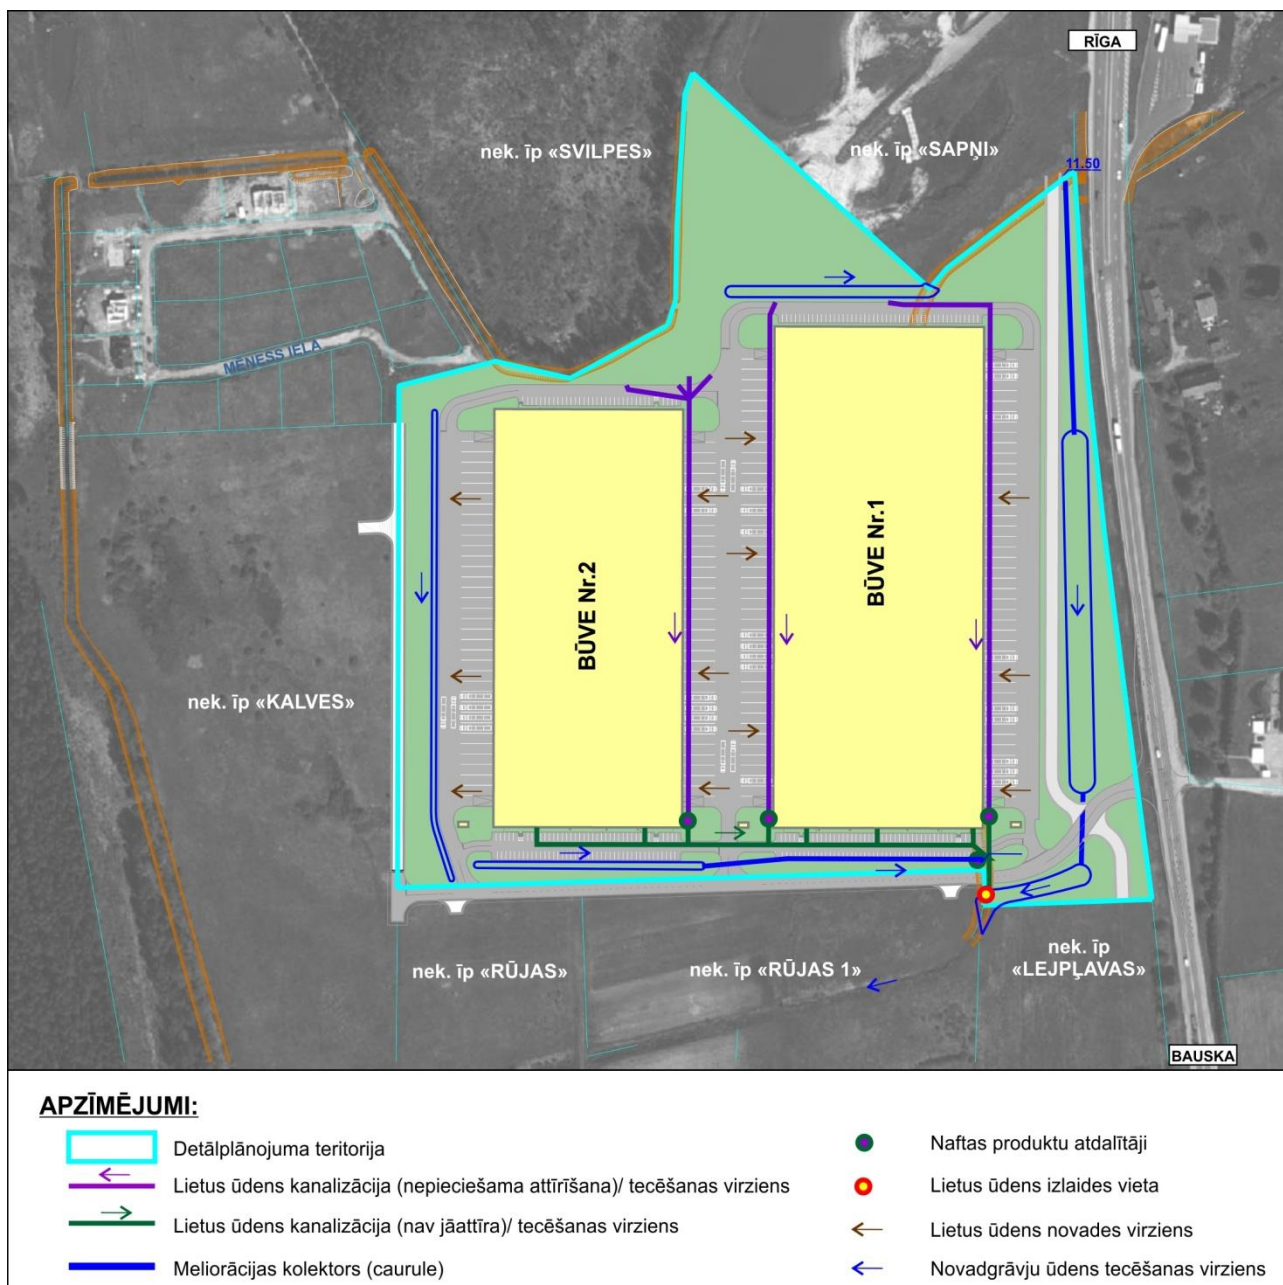 RĪGA
nek. īp «SVILPES»
nek. īp «SAPŅI»
11.50
MĒNESS IELA
BŪVE Nr.2
BŪVE Nr.1
nek. īp «KALVES»
nek. īp «RŪJAS»
nek. īp «RŪJAS 1»
nek. īp
«LEJPĻAVAS»
BAUSKA
APZĪMĒJUMI:
Detālplānojuma teritorija
Lietus ūdens kanalizācija (nepieciešama attīrīšana)/ tecēšanas virziens
Lietus ūdens kanalizācija (nav jāattīra)/ tecēšanas virziens
Meliorācijas kolektors (caurule)
Naftas produktu atdalītāji
Lietus ūdens izlaides vieta
Lietus ūdens novades virziens
Novadgrāvju ūdens tecēšanas virziens